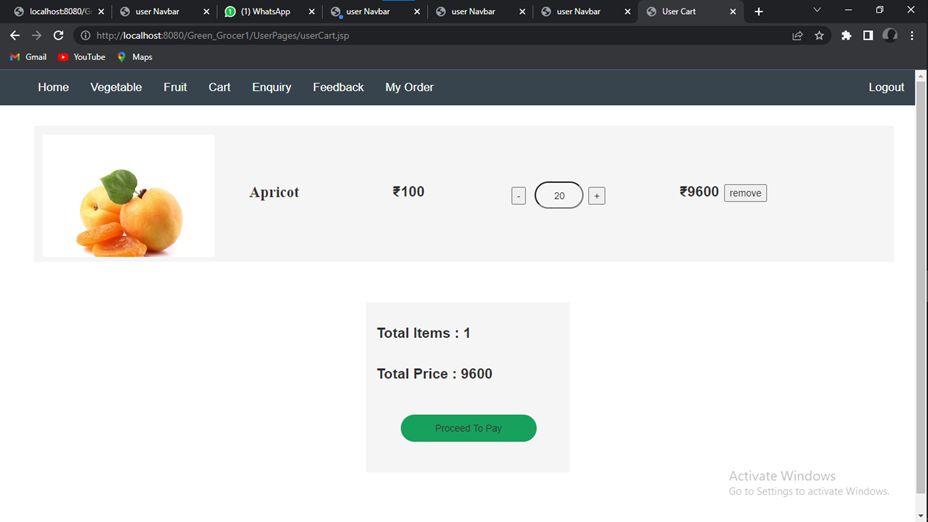 localhost:8080/G
user Navbar
(1) WhatsApp
user Navbar
user Navbar
user Navbar
User Cart
http://localhost:8080/Green_Grocer1/UserPages/userCart.jsp
Gmail YouTube Maps
Home Vegetable Fruit Cart Enquiry Feedback My Order Logout
Apricot ₹100 - 20 + ₹9600 remove
Total Items : 1
Total Price : 9600
Proceed To Pay
Activate Windows
Go to Settings to activate Windows.